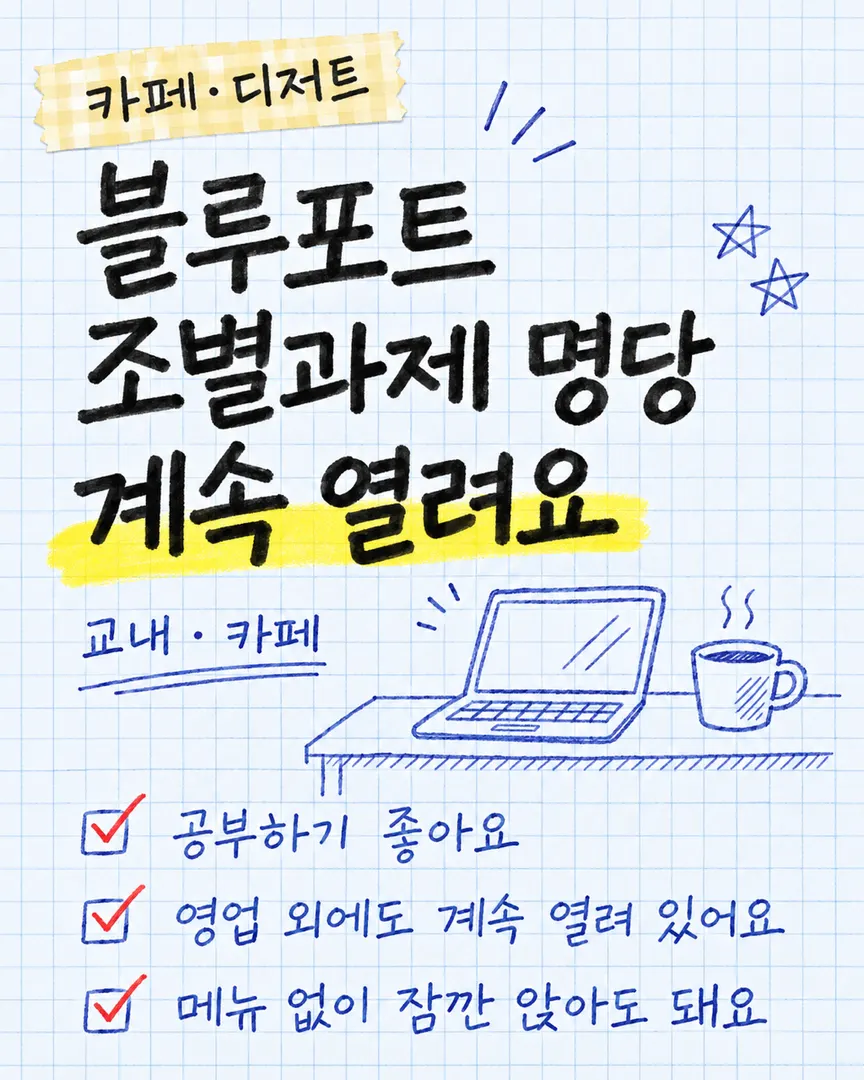 카페·디저트
블루포트
조별과제 명당
계속 열려요
교내·카페
공부하기 좋아요
영업 외에도 계속 열려 있어요
메뉴 없이 잠깐 앉아도 돼요